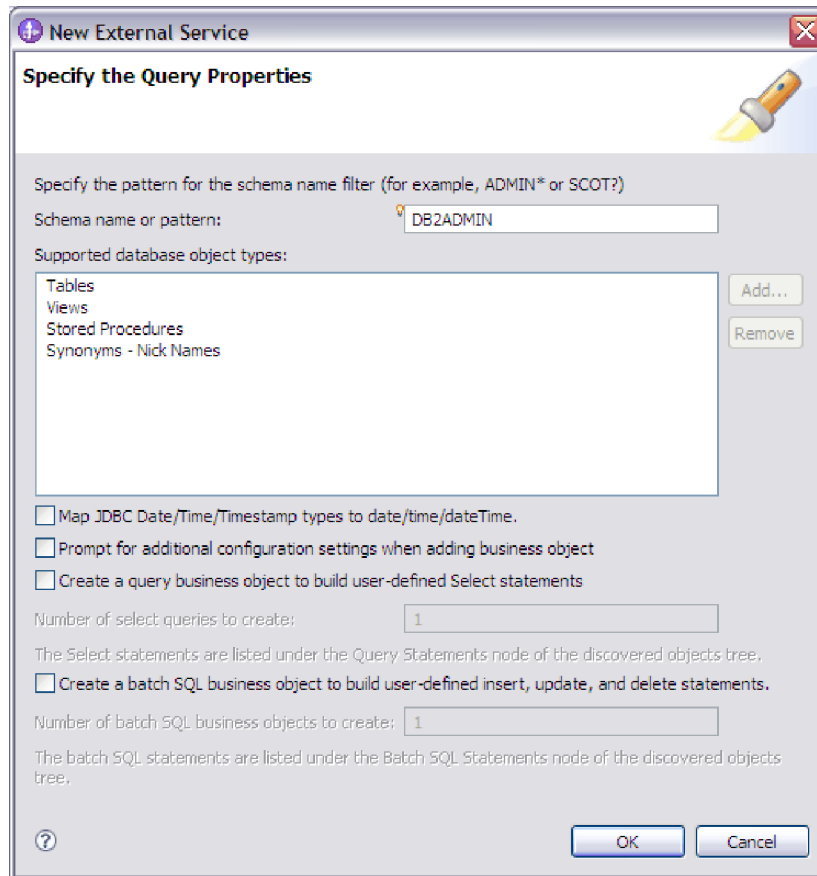 New External Service
Specify the Query Properties
Specify the pattern for the schema name filter (for example, ADMIN* or SCOT?)
Schema name or pattern: DB2ADMIN
Supported database object types:
Tables
Add...
Views
Stored Procedures
Remove
Synonyms - Nick Names
Map JDBC Date/Time/Timestamp types to date/time/dateTime.
Prompt for additional configuration settings when adding business object
Create a query business object to build user-defined Select statements
Number of select queries to create: 1
The Select statements are listed under the Query Statements node of the discovered objects tree.
Create a batch SQL business object to build user-defined insert, update, and delete statements.
Number of batch SQL business objects to create: 1
The batch SQL statements are listed under the Batch SQL Statements node of the discovered objects
tree.
? OK Cancel